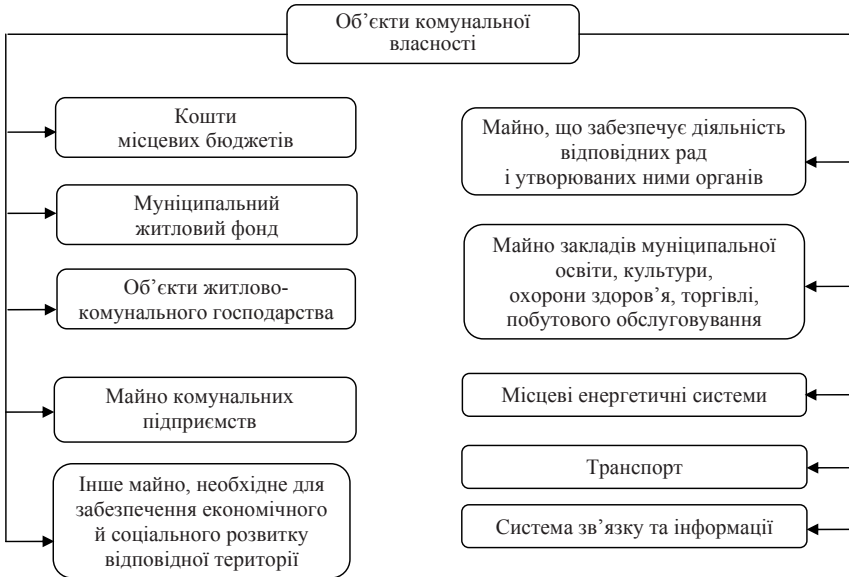 Об’єкти комунальної
власності
Кошти
місцевих бюджетів
Муніципальний
житловий фонд
Об’єкти житлово-
комунального господарства
Майно комунальних
підприємств
Інше майно, необхідне для
забезпечення економічного
й соціального розвитку
відповідної території
Майно, що забезпечує діяльність
відповідних рад
і утворюваних ними органів
Майно закладів муніципальної
освіти, культури,
охорони здоров’я, торгівлі,
побутового обслуговування
Місцеві енергетичні системи
Транспорт
Система зв’язку та інформації